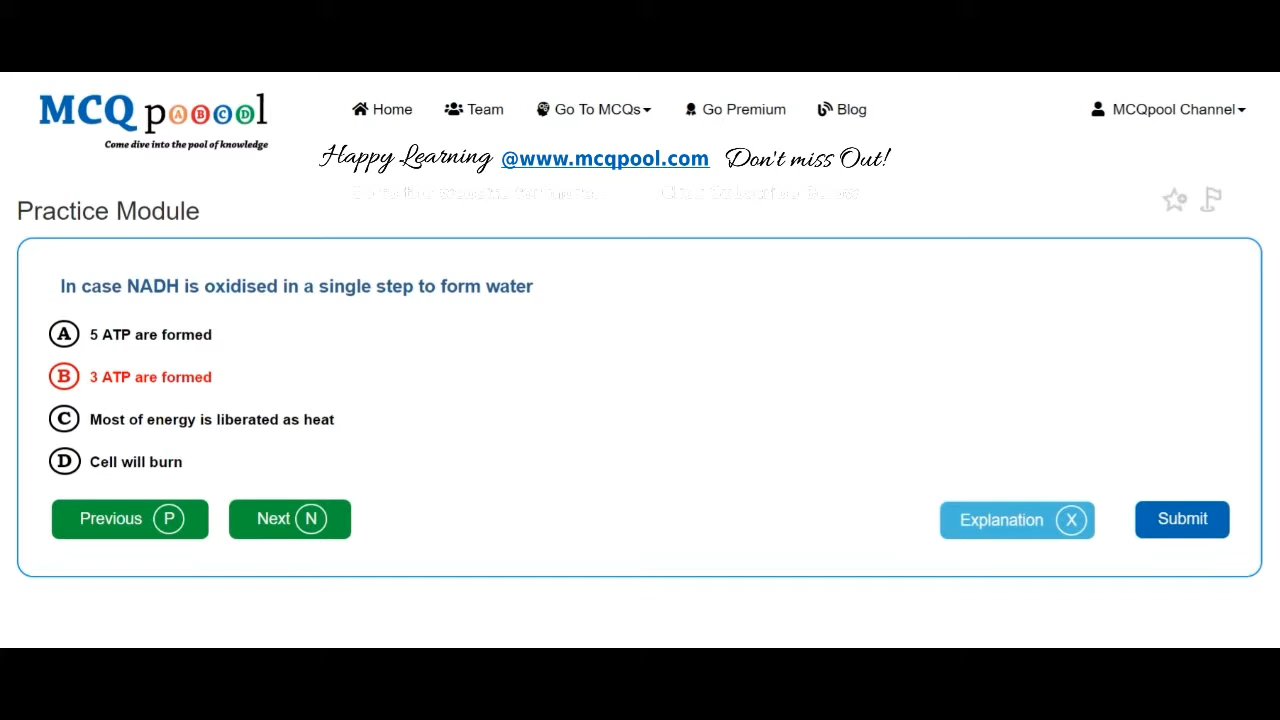 MCQ pooool
Come dive into the pool of knowledge
Home Team Go To MCQs Go Premium Blog MCQpool Channel
Happy Learning @www.mcqpool.com Don't miss Out!
Practice Module
In case NADH is oxidised in a single step to form water
A 5 ATP are formed
B 3 ATP are formed
C Most of energy is liberated as heat
D Cell will burn
Previous P Next N Explanation X Submit